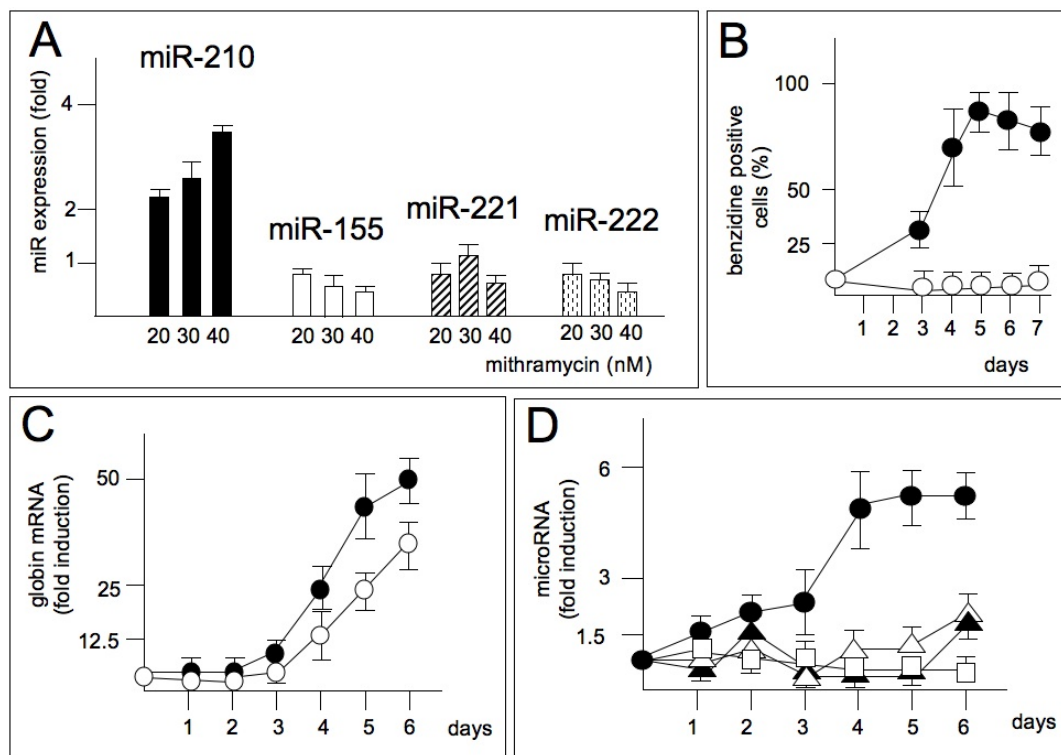 A
miR-210
miR expression (fold)
4
2
1
miR-155
miR-221
miR-222
20 30 40 20 30 40 20 30 40 20 30 40
mithramycin (nM)
B
benzidine positive
cells (%)
100
50
25
1 2 3 4 5 6 7
days
C
globin mRNA
(fold induction)
50
25
12.5
1 2 3 4 5 6 days
D
microRNA
(fold induction)
6
3
1.5
1 2 3 4 5 6 days